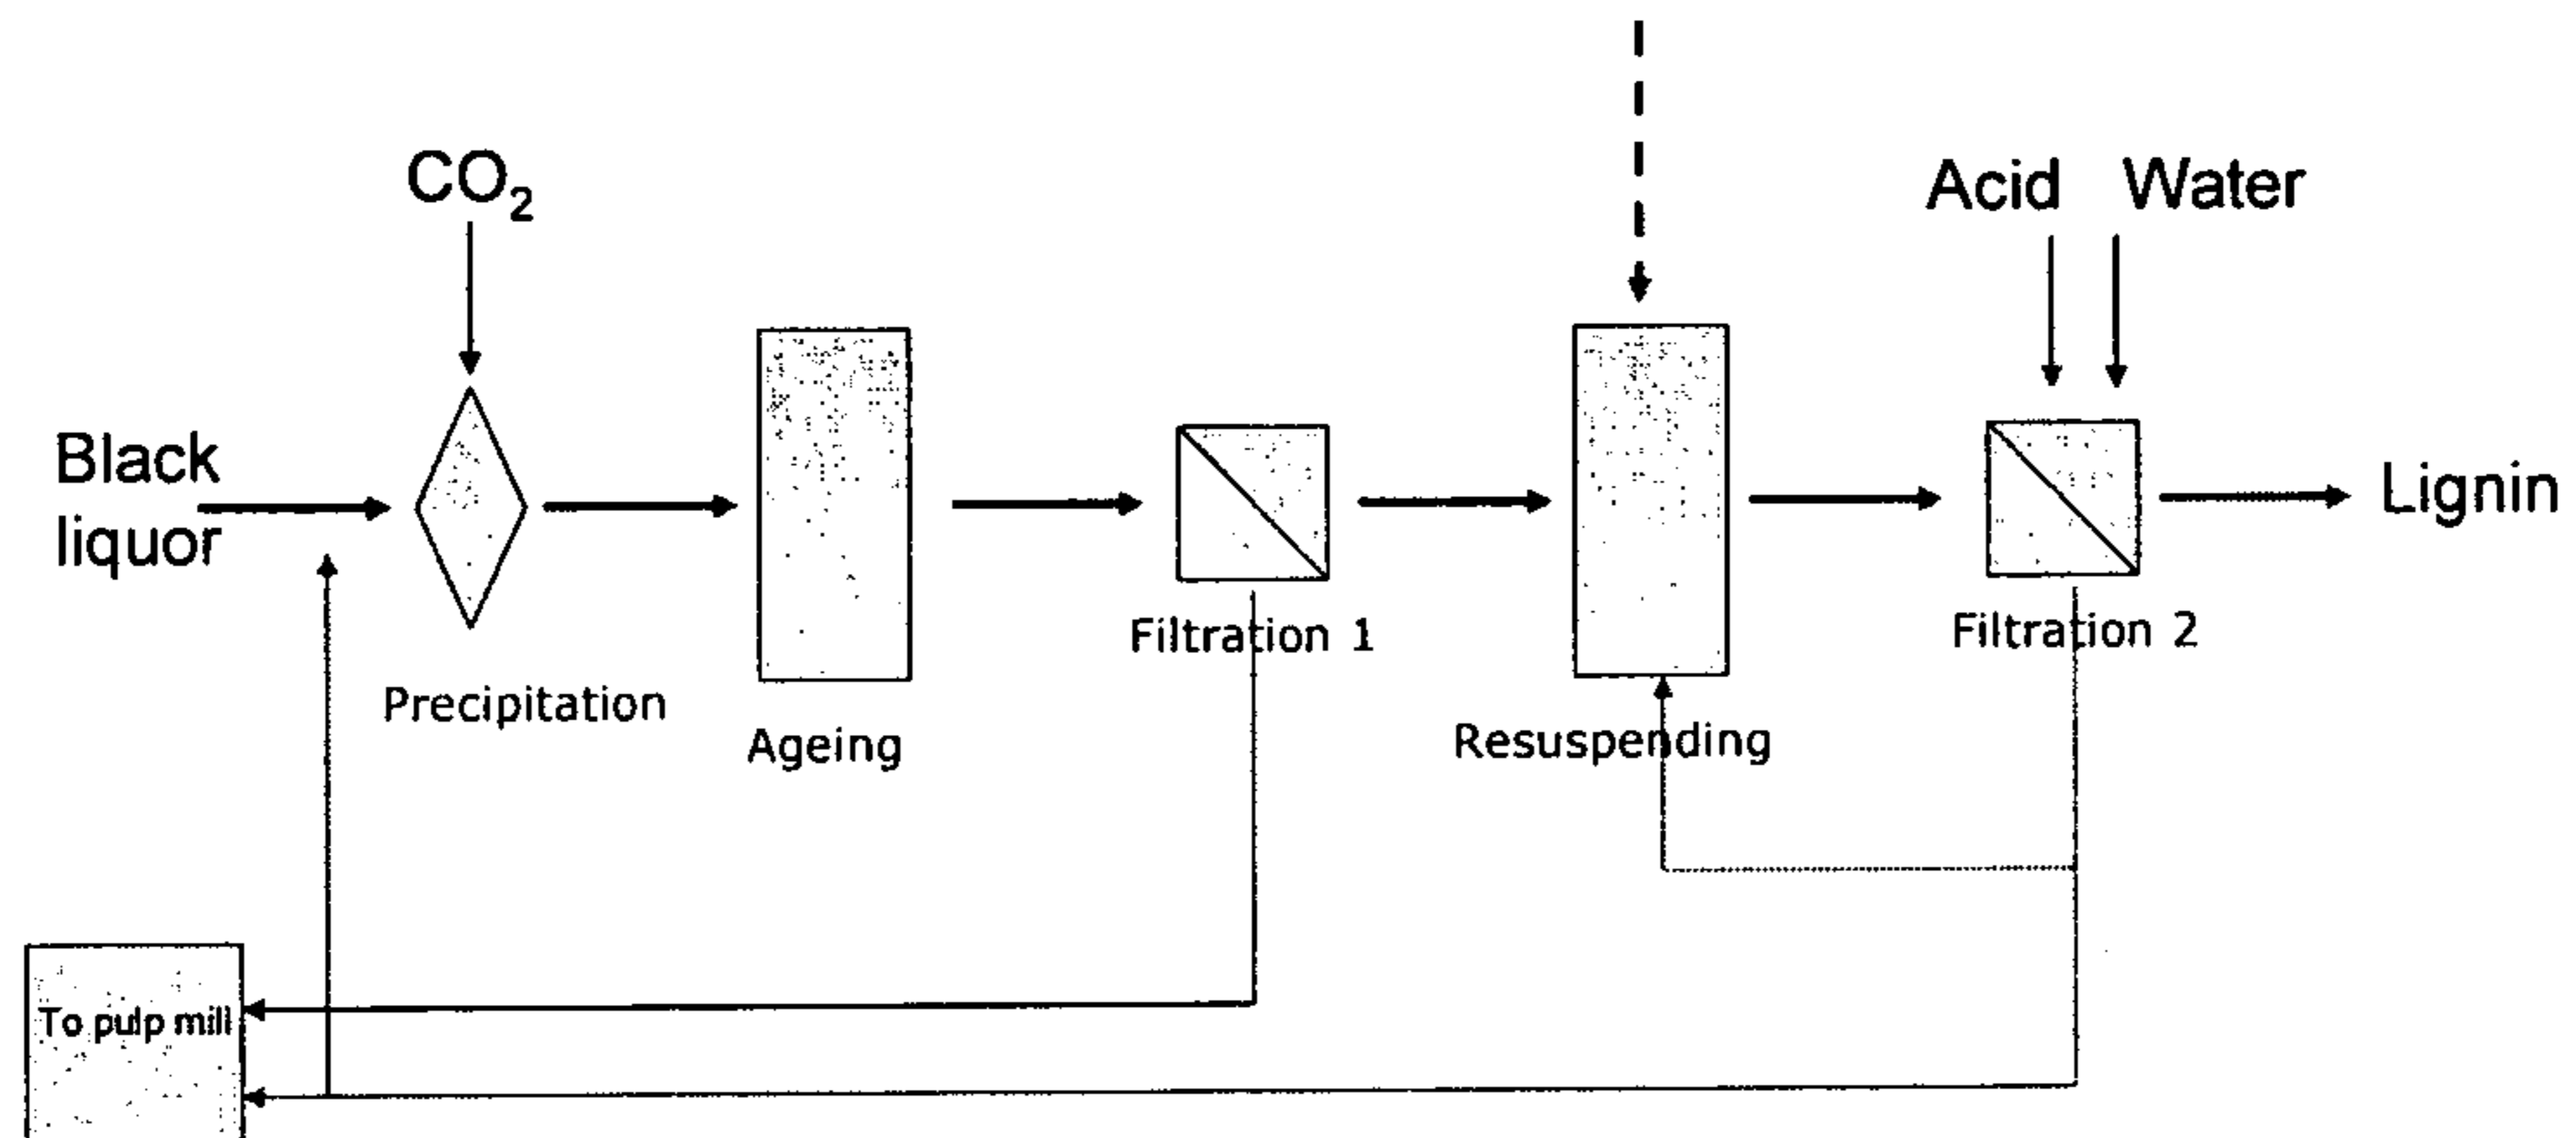 CO₂
Acid Water
Black
liquor
Lignin
Filtration 1
Filtration 2
Precipitation
Ageing
Resuspending
To pulp mill